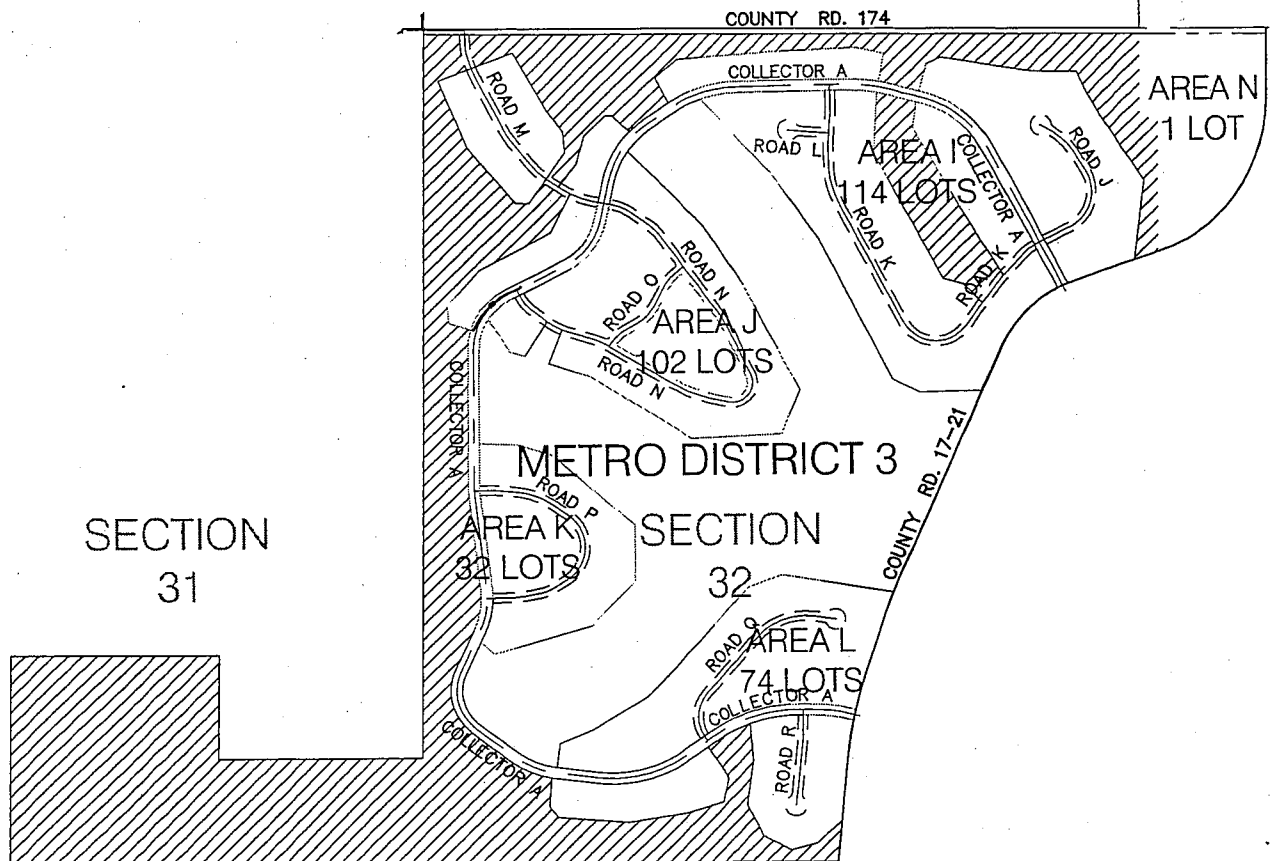 COUNTY RD. 174
COLLECTOR A
ROAD M
AREA N
1 LOT
ROAD L
AREA I
114 LOTS
COLLECTOR A
ROAD J
ROAD K
ROAD K
ROAD N
ROAD O
AREA J
102 LOTS
ROAD N
COLLECTOR A
METRO DISTRICT 3
COUNTY RD. 17-21
ROAD P
AREA K
32 LOTS
SECTION
31
SECTION
32
ROAD Q
AREA L
74 LOTS
COLLECTOR A
COLLECTOR A
ROAD R